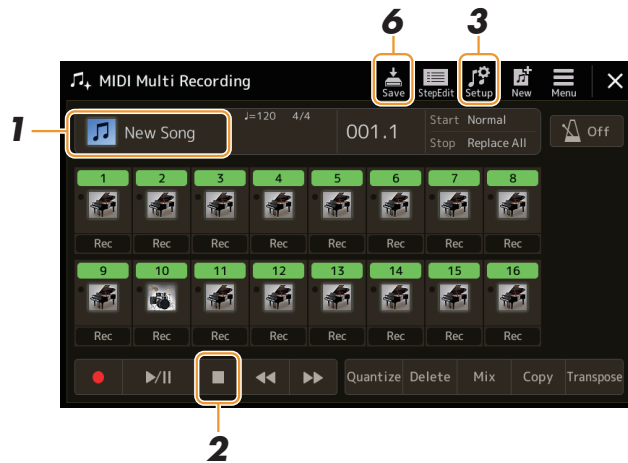 6 3
MIDI Multi Recording Save StepEdit Setup New Menu
1 New Song ♩=120 4/4 001.1 Start Normal Off
Stop Replace All
1 2 3 4 5 6 7 8
Rec Rec Rec Rec Rec Rec Rec Rec
9 10 11 12 13 14 15 16
Rec Rec Rec Rec Rec Rec Rec Rec
Quantize Delete Mix Copy Transpose
2